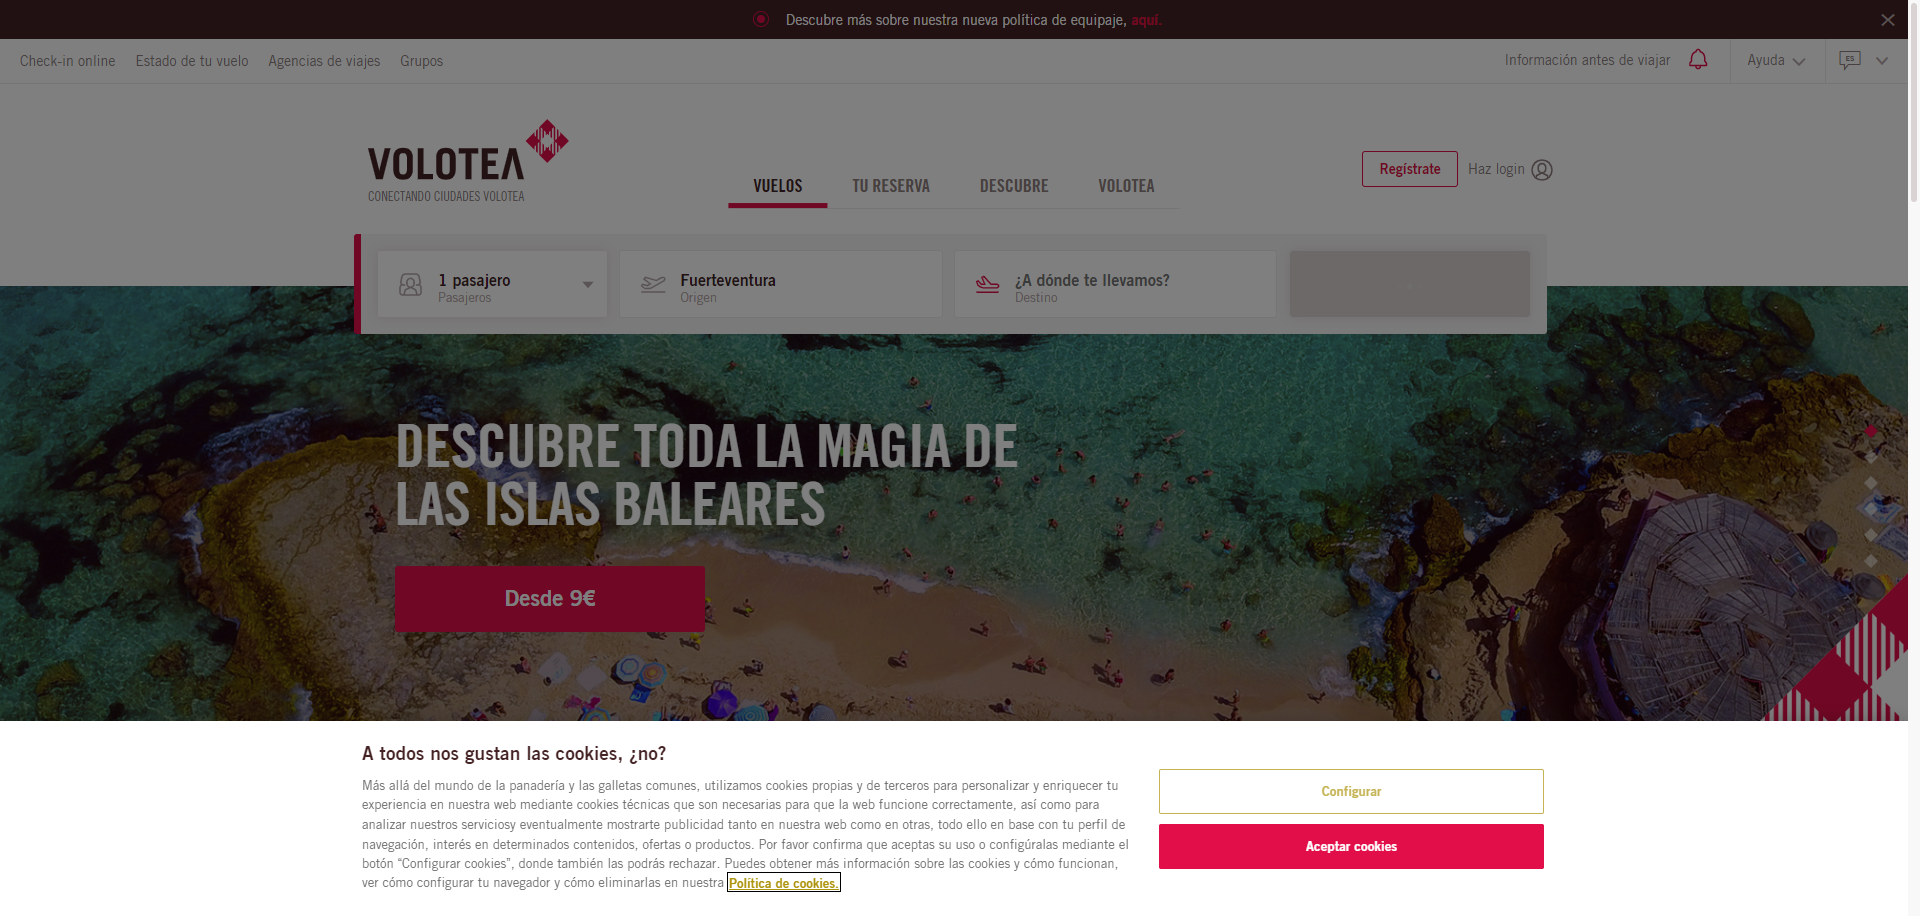 Descubre más sobre nuestra nueva política de equipaje, aquí.
Check-in online
Estado de tu vuelo
Agencias de viajes
Grupos
Información antes de viajar
Ayuda
ES
VOLOTEA
CONECTANDO CIUDADES VOLOTEA
VUELOS
TU RESERVA
DESCUBRE
VOLOTEA
Regístrate
Haz login
1 pasajero
Pasajeros
Fuerteventura
Origen
¿A dónde te llevamos?
Destino
DESCUBRE TODA LA MAGIA DE
LAS ISLAS BALEARES
Desde 9€
A todos nos gustan las cookies, ¿no?
Más allá del mundo de la panadería y las galletas comunes, utilizamos cookies propias y de terceros para personalizar y enriquecer tu
experiencia en nuestra web mediante cookies técnicas que son necesarias para que la web funcione correctamente, así como para
analizar nuestros serviciosy eventualmente mostrarte publicidad tanto en nuestra web como en otras, todo ello en base con tu perfil de
navegación, interés en determinados contenidos, ofertas o productos. Por favor confirma que aceptas su uso o configúralas mediante el
botón “Configurar cookies”, donde también las podrás rechazar. Puedes obtener más información sobre las cookies y cómo funcionan,
ver cómo configurar tu navegador y cómo eliminarlas en nuestra Política de cookies.
Configurar
Aceptar cookies